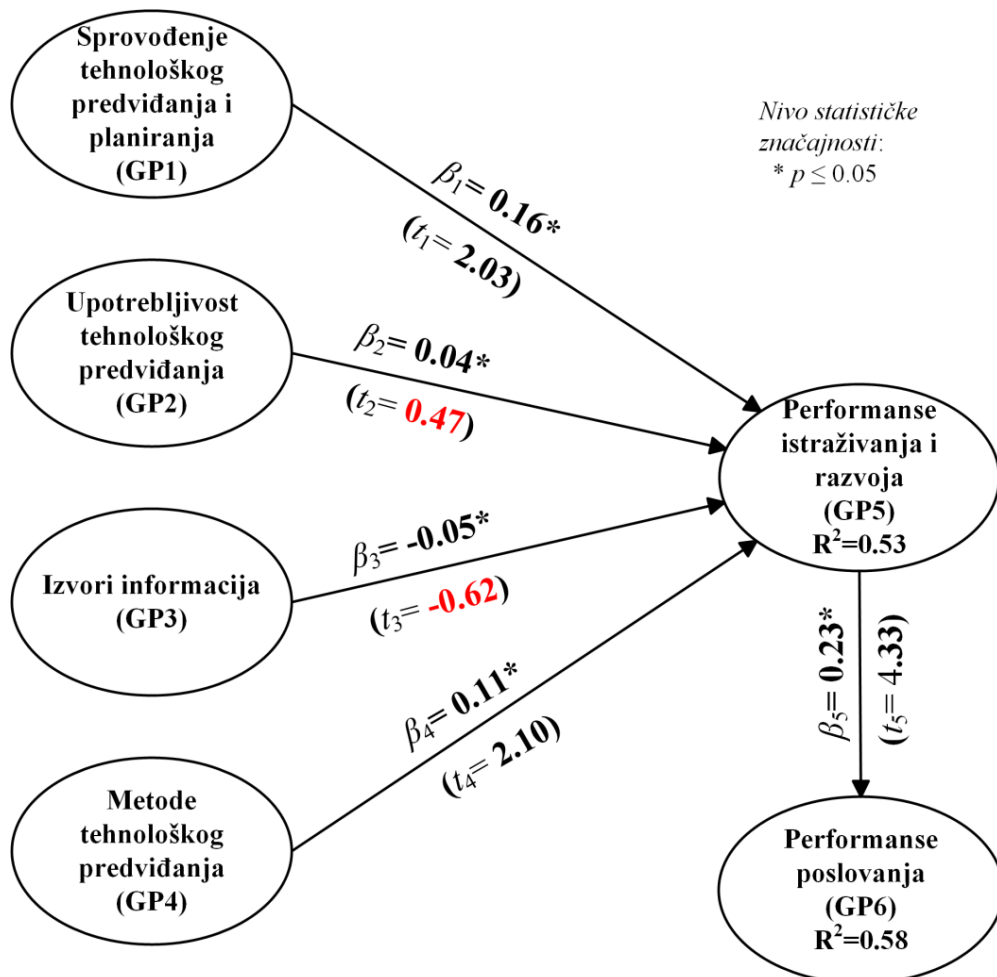 Sprovođenje
tehnološkog
predviđanja i
planiranja
(GP1)
Nivo statističke
značajnosti:
* p ≤ 0.05
β₁= 0.16*
(t₁= 2.03)
Upotrebljivost
tehnološkog
predviđanja
(GP2)
β₂= 0.04*
(t₂= 0.47)
Performanse
istraživanja i
razvoja
(GP5)
R²=0.53
Izvori informacija
(GP3)
β₃= -0.05*
(t₃= -0.62)
β₄= 0.11*
(t₄= 2.10)
β₅= 0.23*
(t₅= 4.33)
Metode
tehnološkog
predviđanja
(GP4)
Performanse
poslovanja
(GP6)
R²=0.58